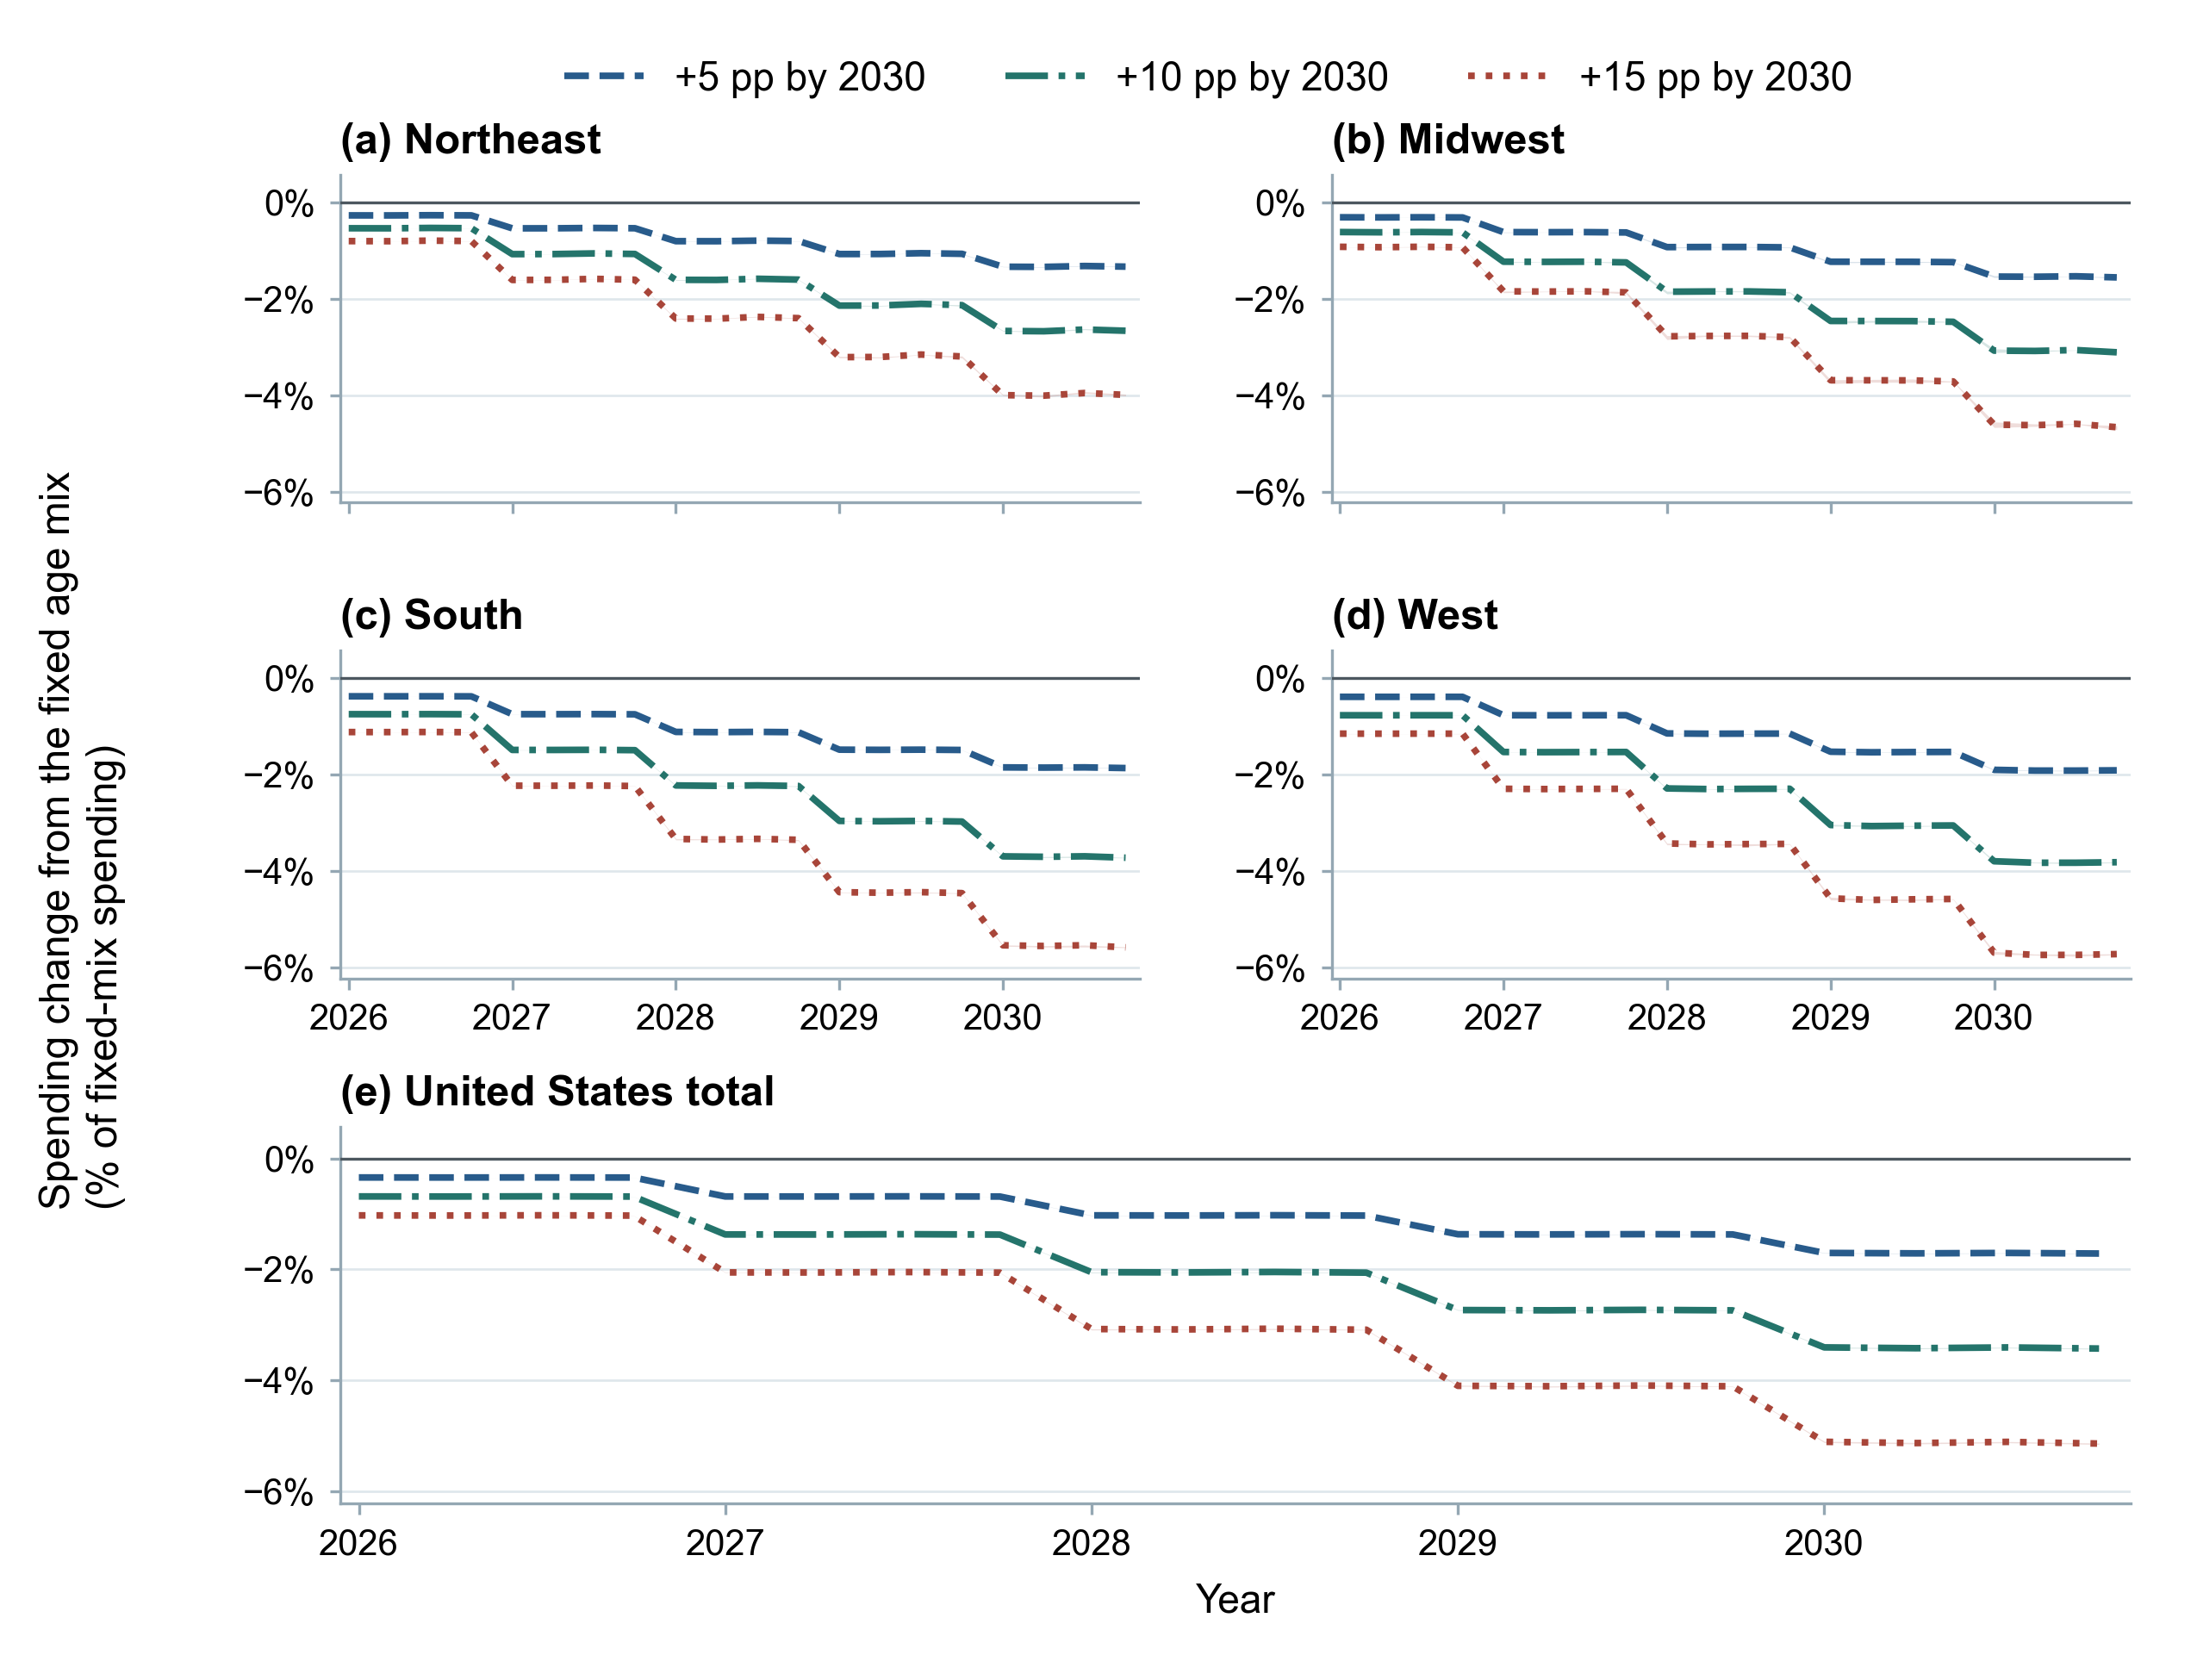 +5 pp by 2030
+10 pp by 2030
+15 pp by 2030
Spending change from the fixed age mix
(% of fixed-mix spending)
(a) Northeast
0%
−2%
−4%
−6%
(b) Midwest
0%
−2%
−4%
−6%
(c) South
0%
−2%
−4%
−6%
2026 2027 2028 2029 2030
(d) West
0%
−2%
−4%
−6%
2026 2027 2028 2029 2030
(e) United States total
0%
−2%
−4%
−6%
2026 2027 2028 2029 2030
Year